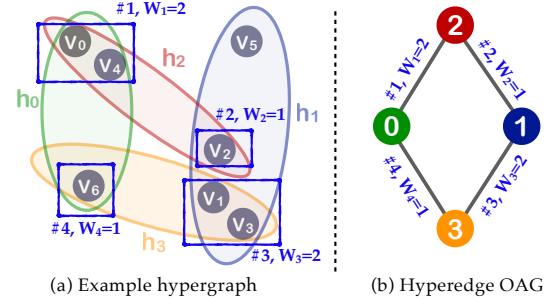 #1, W₁=2
V₀
V₄
h₂
V₅
h₀
h₁
#2, W₂=1
V₂
V₆
V₁
V₃
#4, W₄=1
h₃
#3, W₃=2
(a) Example hypergraph
2
#1, W₁=2
#2, W₂=1
0
1
#4, W₄=1
#3, W₃=2
3
(b) Hyperedge OAG